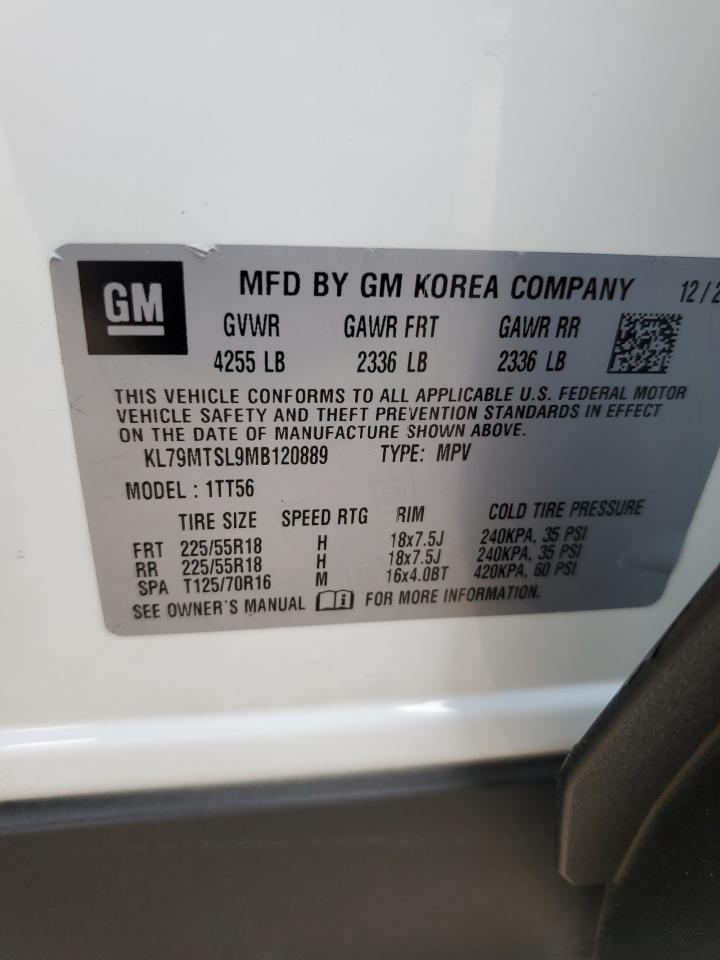 GM
MFD BY GM KOREA COMPANY 12/2
GVWR GAWR FRT GAWR RR
4255 LB 2336 LB 2336 LB
THIS VEHICLE CONFORMS TO ALL APPLICABLE U.S. FEDERAL MOTOR
VEHICLE SAFETY AND THEFT PREVENTION STANDARDS IN EFFECT
ON THE DATE OF MANUFACTURE SHOWN ABOVE.
KL79MTSL9MB120889 TYPE: MPV
MODEL : 1TT56
TIRE SIZE SPEED RTG RIM COLD TIRE PRESSURE
FRT 225/55R18 H 18x7.5J 240KPA, 35 PSI
RR 225/55R18 H 18x7.5J 240KPA, 35 PSI
SPA T125/70R16 M 16x4.0BT 420KPA, 60 PSI
SEE OWNER'S MANUAL FOR MORE INFORMATION.